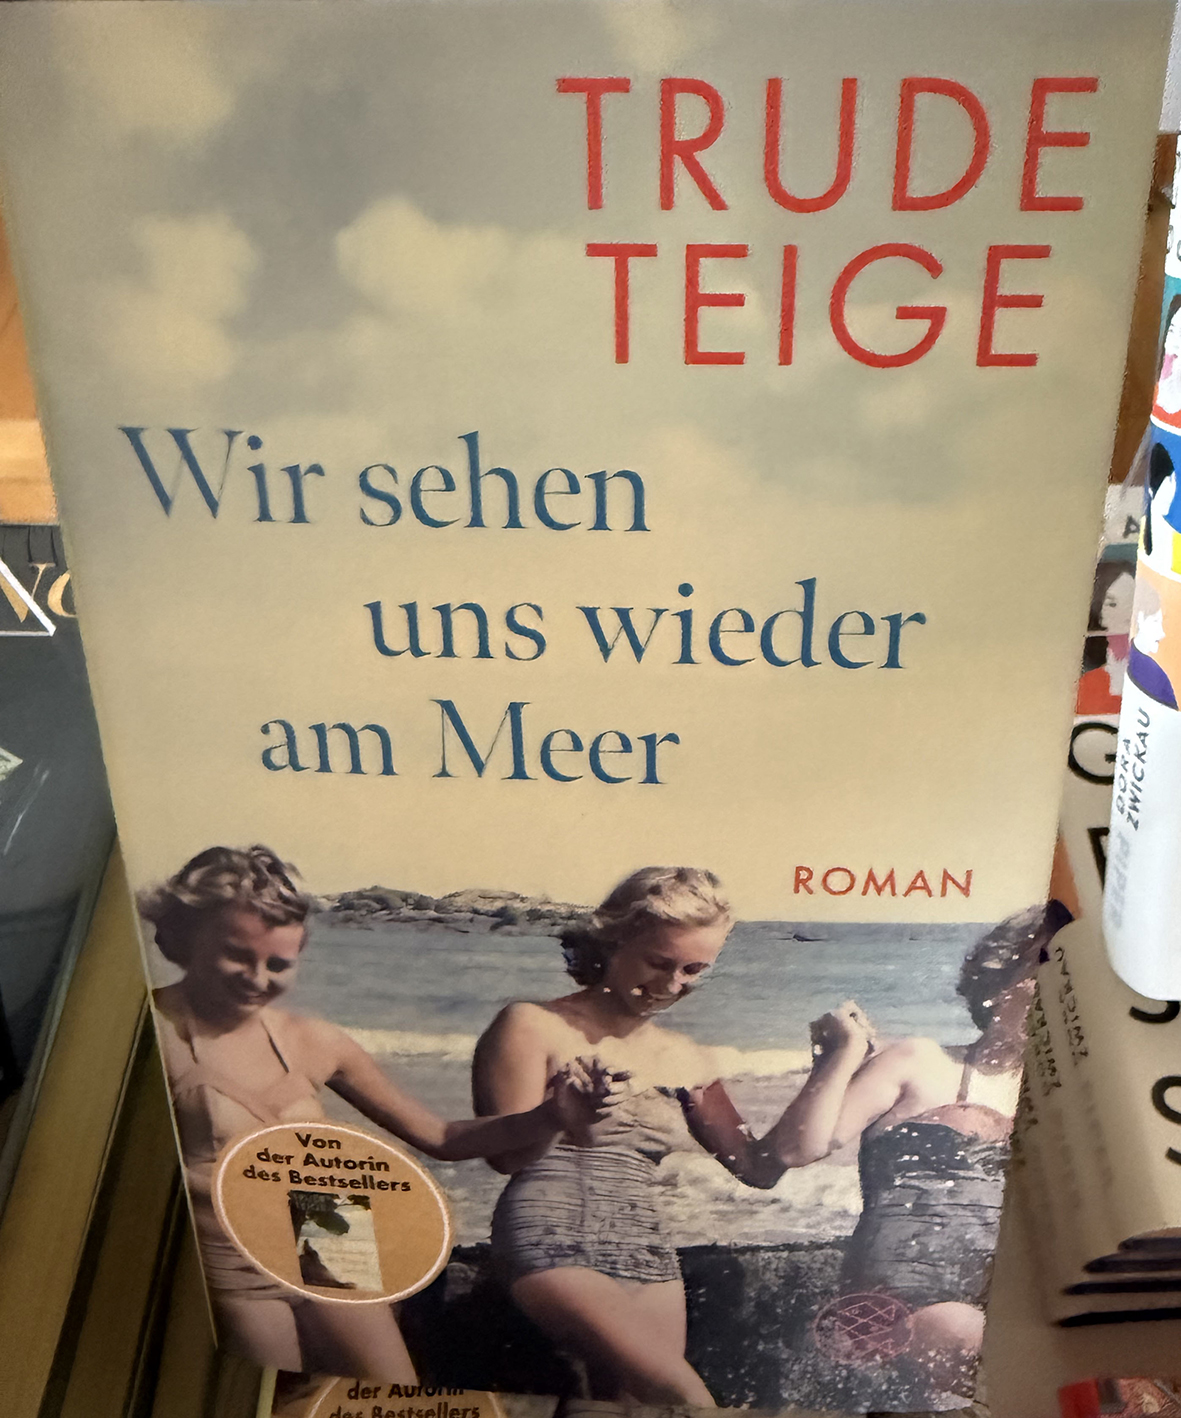 TRUDE
TEIGE
Wir sehen
uns wieder
am Meer
ROMAN
Von
der Autorin
des Bestsellers
der Autorin
des Bestsellers
DORA
ZWICKAU